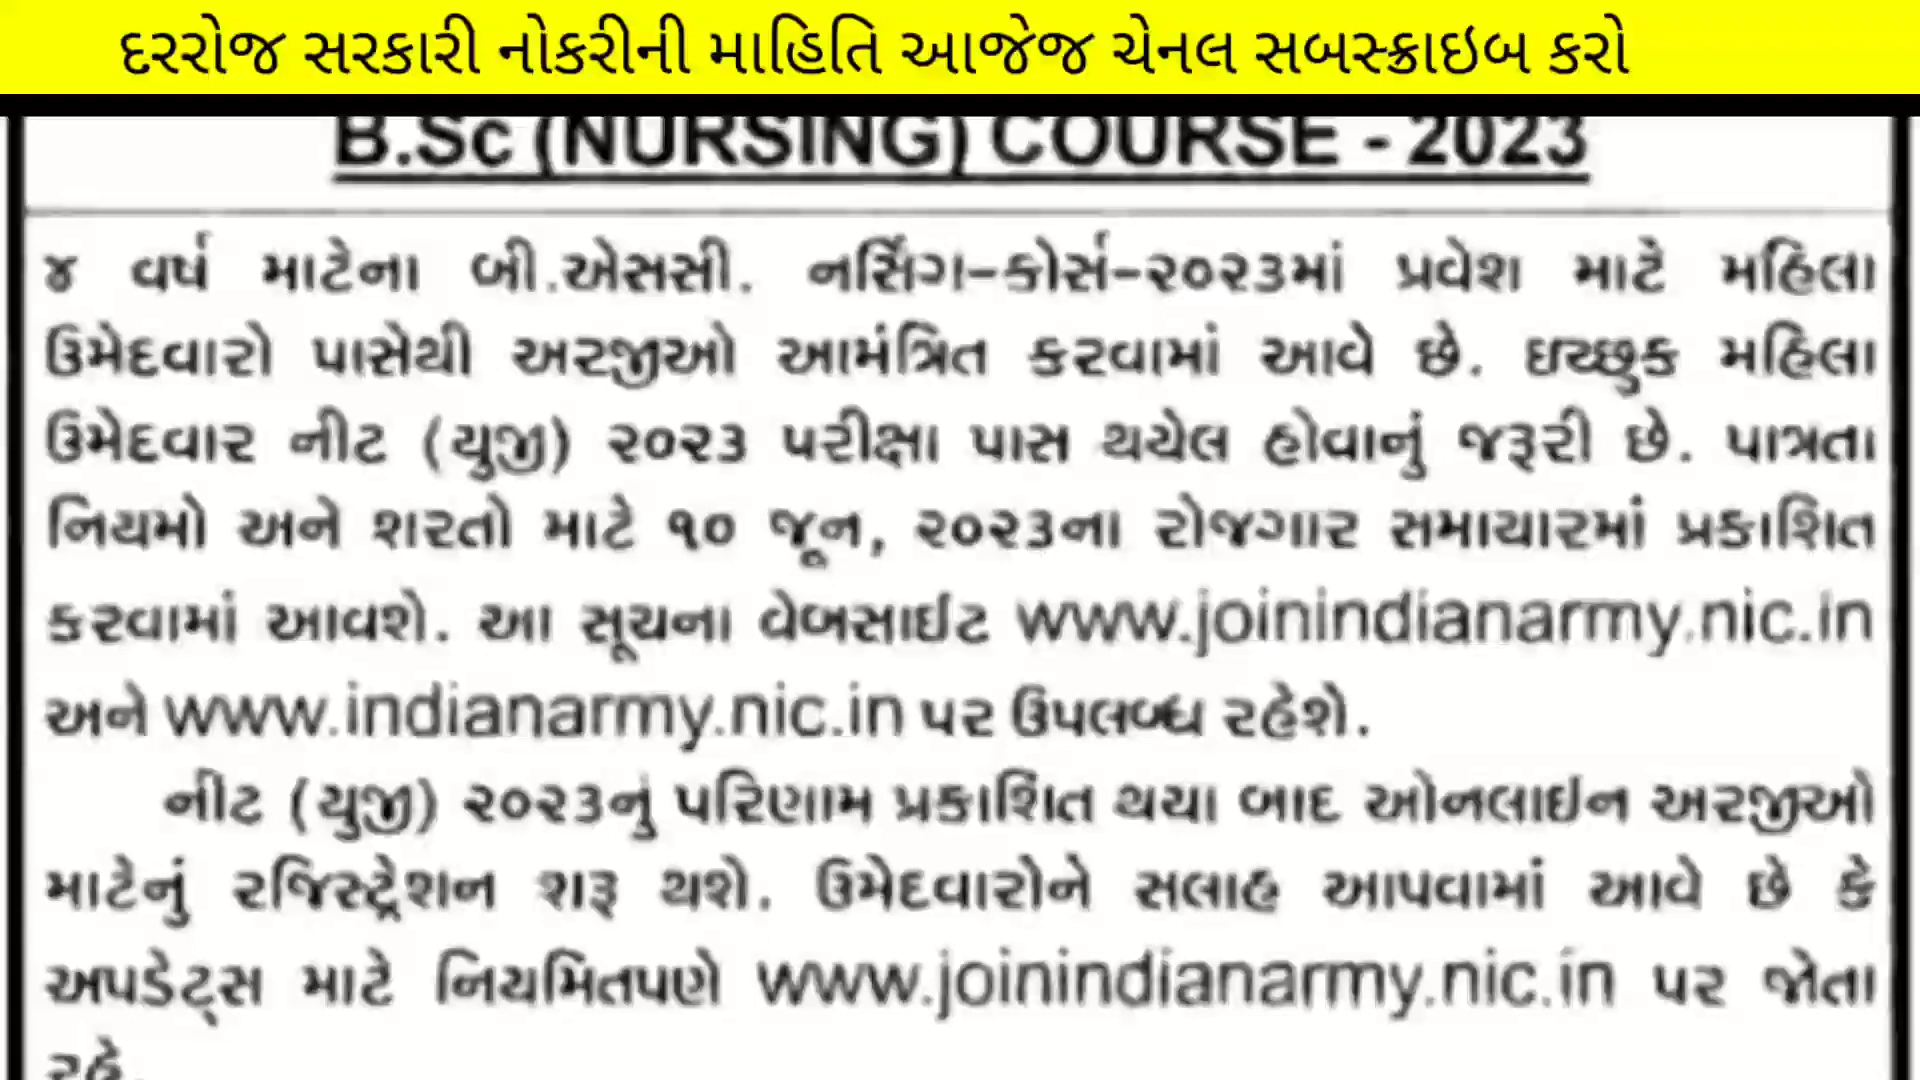 દરરોજ સરકારી નોકરીની માહિતિ આજેજ ચેનલ સબસ્ક્રાઇબ કરો
B.Sc (NURSING) COURSE - 2023
૪ વર્ષ માટેના બી.એસસી. નર્સિંગ-કોર્સ-૨૦૨૩માં પ્રવેશ માટે મહિલા
ઉમેદવારો પાસેથી અરજીઓ આમંત્રિત કરવામાં આવે છે. ઇચ્છુક મહિલા
ઉમેદવાર નીટ (યુજી) ૨૦૨૩ પરીક્ષા પાસ થયેલ હોવાનું જરૂરી છે. પાત્રતા
નિયમો અને શરતો માટે ૧૦ જૂન, ૨૦૨૩ના રોજગાર સમાચારમાં પ્રકાશિત
કરવામાં આવશે. આ સૂચના વેબસાઈટ www.joinindianarmy.nic.in
અને www.indianarmy.nic.in પર ઉપલબ્ધ રહેશે.
નીટ (યુજી) ૨૦૨૩નું પરિણામ પ્રકાશિત થયા બાદ ઓનલાઈન અરજીઓ
માટેનું રજિસ્ટ્રેશન શરૂ થશે. ઉમેદવારોને સલાહ આપવામાં આવે છે કે
અપડેટ્સ માટે નિયમિતપણે www.joinindianarmy.nic.in પર જોતા
રહે.